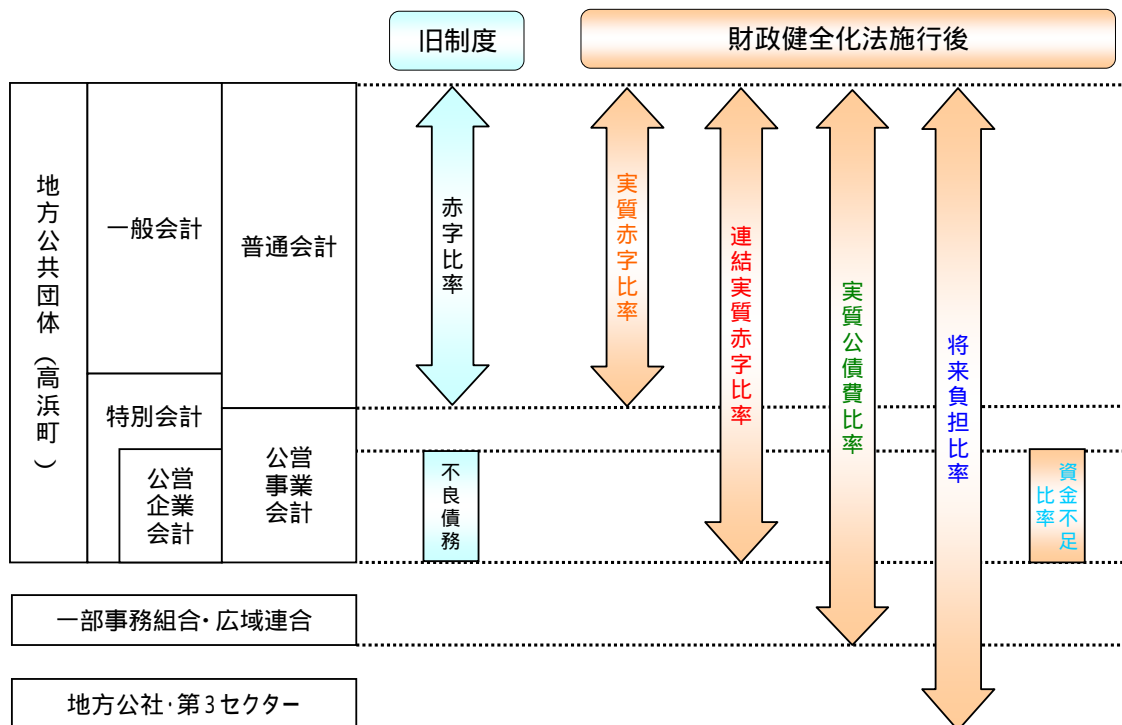 旧制度
財政健全化法施行後
地方公共団体(高浜町)
一般会計
普通会計
特別会計
公営
企業
会計
公営
事業
会計
赤字比率
不良債務
実質赤字比率
連結実質赤字比率
実質公債費比率
将来負担比率
資金不足
比率
一部事務組合・広域連合
地方公社・第3セクター